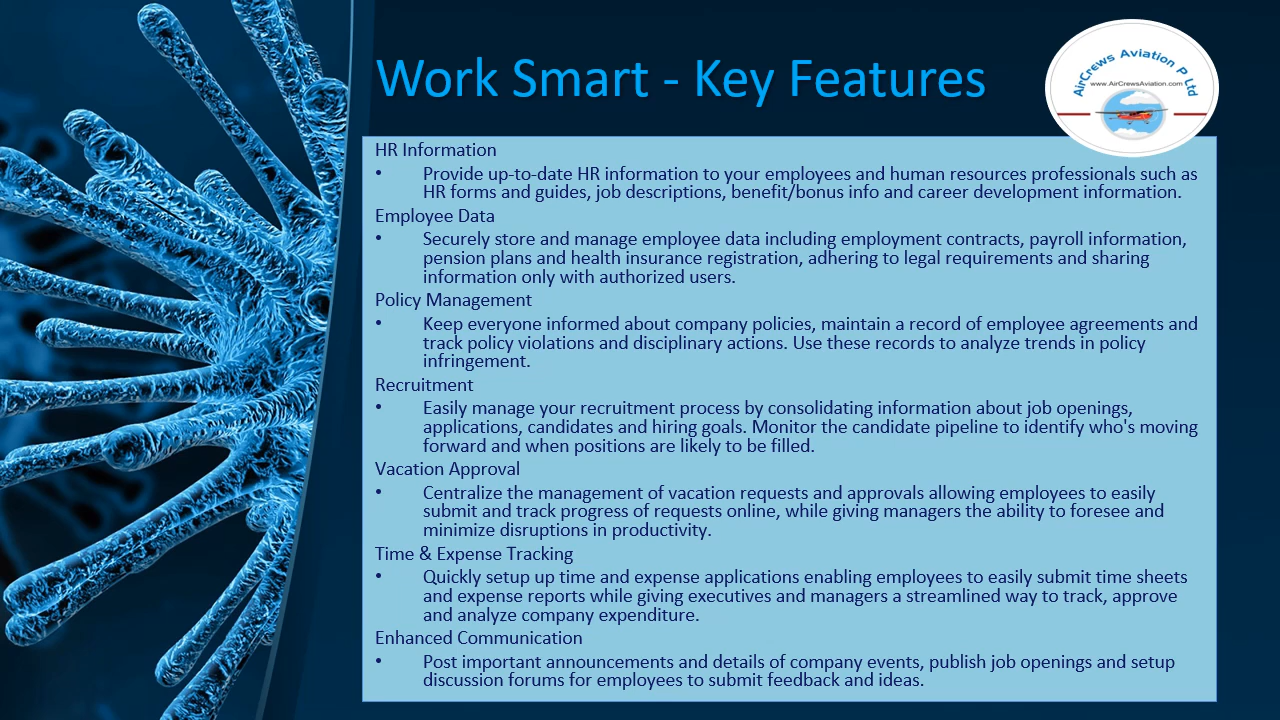 Work Smart - Key Features
AirCrews Aviation P Ltd
www.AirCrewsAviation.com
HR Information
• Provide up-to-date HR information to your employees and human resources professionals such as
HR forms and guides, job descriptions, benefit/bonus info and career development information.
Employee Data
• Securely store and manage employee data including employment contracts, payroll information,
pension plans and health insurance registration, adhering to legal requirements and sharing
information only with authorized users.
Policy Management
• Keep everyone informed about company policies, maintain a record of employee agreements and
track policy violations and disciplinary actions. Use these records to analyze trends in policy
infringement.
Recruitment
• Easily manage your recruitment process by consolidating information about job openings,
applications, candidates and hiring goals. Monitor the candidate pipeline to identify who's moving
forward and when positions are likely to be filled.
Vacation Approval
• Centralize the management of vacation requests and approvals allowing employees to easily
submit and track progress of requests online, while giving managers the ability to foresee and
minimize disruptions in productivity.
Time & Expense Tracking
• Quickly setup up time and expense applications enabling employees to easily submit time sheets
and expense reports while giving executives and managers a streamlined way to track, approve
and analyze company expenditure.
Enhanced Communication
• Post important announcements and details of company events, publish job openings and setup
discussion forums for employees to submit feedback and ideas.